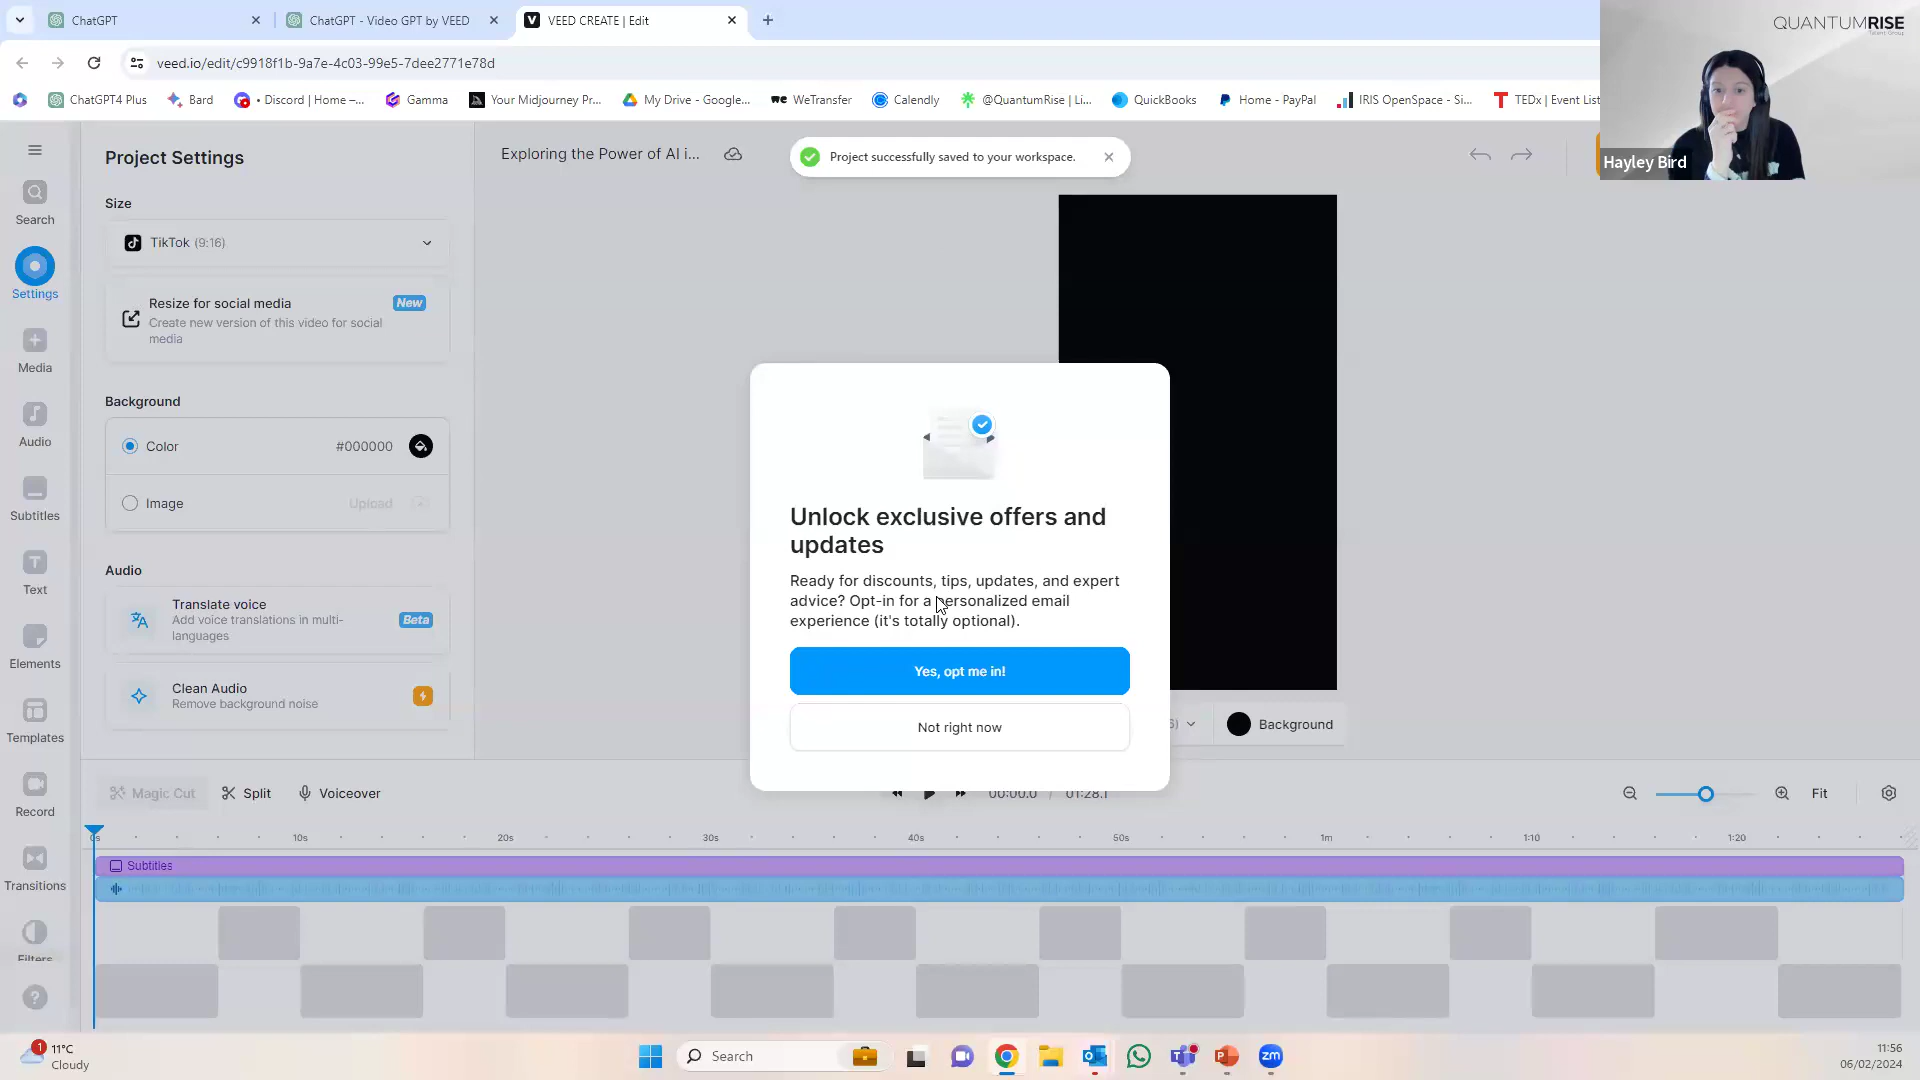 ChatGPT
ChatGPT - Video GPT by VEED
VEED CREATE | Edit
veed.io/edit/c9918f1b-9a7e-4c03-99e5-7dee2771e78d
ChatGPT4 Plus
Bard
• Discord | Home –...
Gamma
Your Midjourney Pr...
My Drive - Google...
WeTransfer
Calendly
@QuantumRise | Li...
QuickBooks
Home - PayPal
IRIS OpenSpace - Si...
TEDx | Event List
QUANTUMRISE
Talent Group
Hayley Bird
Search
Settings
Media
Audio
Subtitles
Text
Elements
Templates
Record
Transitions
Filters
Project Settings
Size
TikTok (9:16)
Resize for social media
New
Create new version of this video for social
media
Background
Color
#000000
Image
Upload
Audio
Translate voice
Add voice translations in multi-
languages
Beta
Clean Audio
Remove background noise
Exploring the Power of AI i...
Project successfully saved to your workspace.
Unlock exclusive offers and
updates
Ready for discounts, tips, updates, and expert
advice? Opt-in for a personalized email
experience (it's totally optional).
Yes, opt me in!
Not right now
Background
Magic Cut
Split
Voiceover
00:00.0 / 01:28.1
Fit
0s
10s
20s
30s
40s
50s
1m
1:10
1:20
Subtitles
1
11°C
Cloudy
Search
zm
11:56
06/02/2024